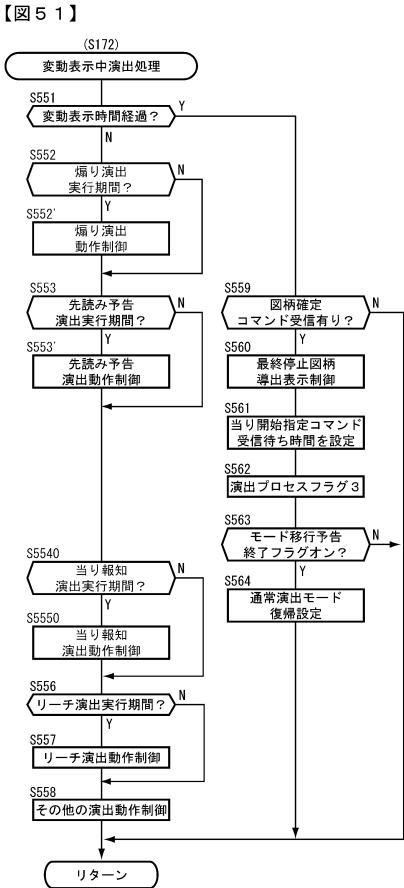 【図５１】
(S172)
変動表示中演出処理
S551
変動表示時間経過？
Y
N
S552
煽り演出
実行期間？
N
Y
S552'
煽り演出
動作制御
S553
先読み予告
演出実行期間？
N
Y
S553'
先読み予告
演出動作制御
S5540
当り報知
演出実行期間？
N
Y
S5550
当り報知
演出動作制御
S556
リーチ演出実行期間？
N
Y
S557
リーチ演出動作制御
S558
その他の演出動作制御
S559
図柄確定
コマンド受信有り？
N
Y
S560
最終停止図柄
導出表示制御
S561
当り開始指定コマンド
受信待ち時間を設定
S562
演出プロセスフラグ３
S563
モード移行予告
終了フラグオン？
N
Y
S564
通常演出モード
復帰設定
リターン